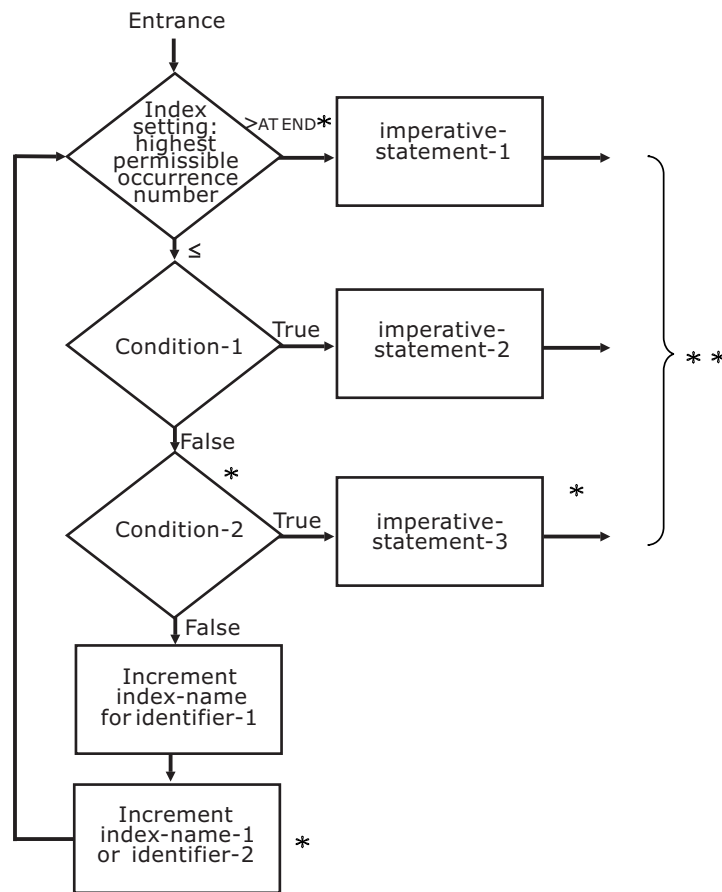 Entrance
Index
setting:
highest
permissible
occurrence
number
>AT END*
imperative-
statement-1
≤
Condition-1
True
imperative-
statement-2
* *
False
*
Condition-2
True
imperative-
statement-3
*
False
Increment
index-name
for identifier-1
Increment
index-name-1
or identifier-2
*